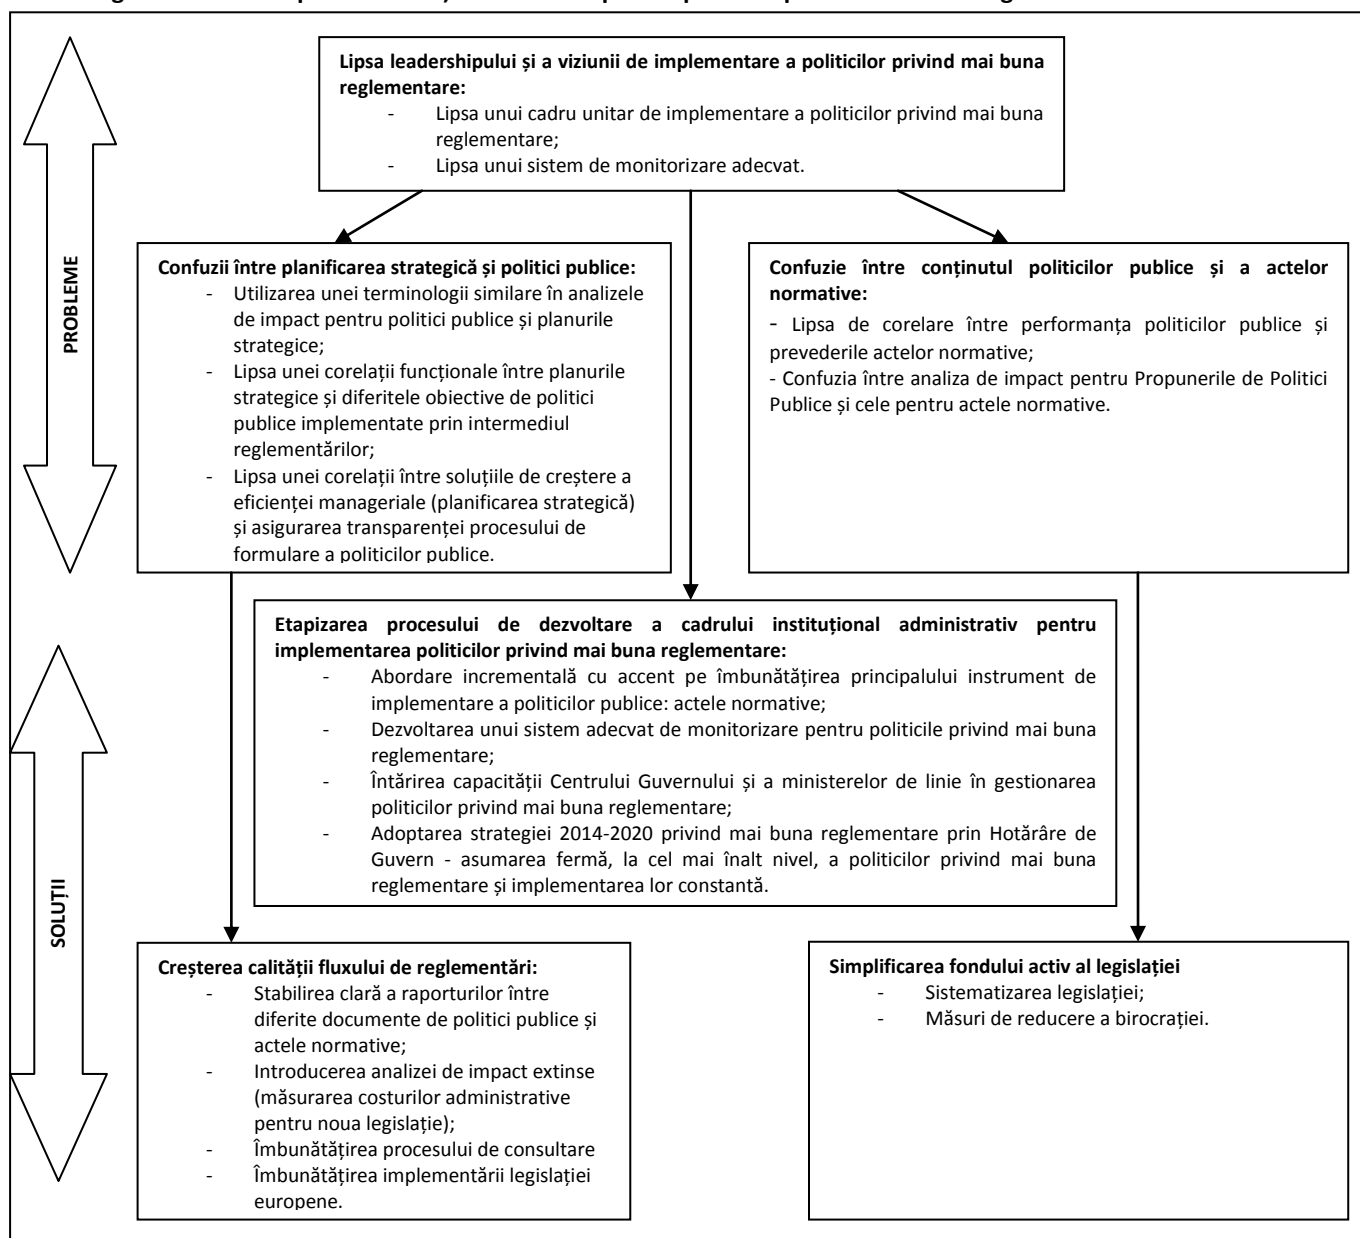 Lipsa leadershipului și a viziunii de implementare a politicilor privind mai buna
reglementare:
- Lipsa unui cadru unitar de implementare a politicilor privind mai buna
reglementare;
- Lipsa unui sistem de monitorizare adecvat.
PROBLEME
Confuzii între planificarea strategică și politici publice:
- Utilizarea unei terminologii similare în analizele
de impact pentru politici publice și planurile
strategice;
- Lipsa unei corelații funcționale între planurile
strategice și diferitele obiective de politici
publice implementate prin intermediul
reglementărilor;
- Lipsa unei corelații între soluțiile de creștere a
eficienței manageriale (planificarea strategică)
și asigurarea transparenței procesului de
formulare a politicilor publice.
Confuzie între conținutul politicilor publice și a actelor
normative:
- Lipsa de corelare între performanța politicilor publice și
prevederile actelor normative;
- Confuzia între analiza de impact pentru Propunerile de Politici
Publice și cele pentru actele normative.
Etapizarea procesului de dezvoltare a cadrului instituțional administrativ pentru
implementarea politicilor privind mai buna reglementare:
- Abordare incrementală cu accent pe îmbunătățirea principalului instrument de
implementare a politicilor publice: actele normative;
- Dezvoltarea unui sistem adecvat de monitorizare pentru politicile privind mai buna
reglementare;
- Întărirea capacității Centrului Guvernului și a ministerelor de linie în gestionarea
politicilor privind mai buna reglementare;
- Adoptarea strategiei 2014-2020 privind mai buna reglementare prin Hotărâre de
Guvern - asumarea fermă, la cel mai înalt nivel, a politicilor privind mai buna
reglementare și implementarea lor constantă.
SOLUȚII
Creșterea calității fluxului de reglementări:
- Stabilirea clară a raporturilor între
diferite documente de politici publice și
actele normative;
- Introducerea analizei de impact extinse
(măsurarea costurilor administrative
pentru noua legislație);
- Îmbunătățirea procesului de consultare
- Îmbunătățirea implementării legislației
europene.
Simplificarea fondului activ al legislației
- Sistematizarea legislației;
- Măsuri de reducere a birocrației.